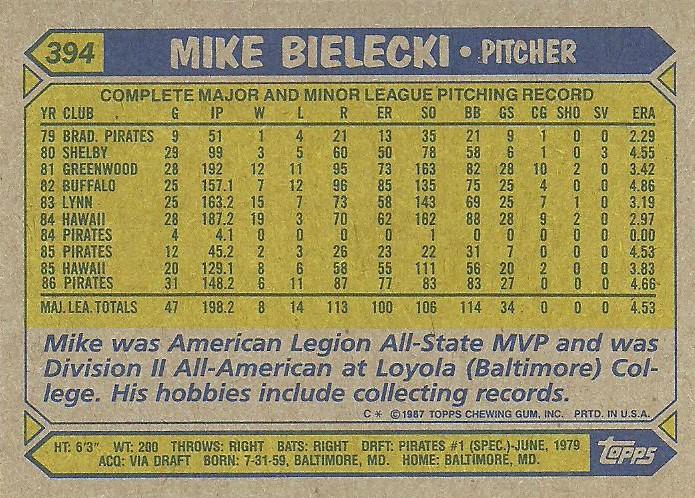 394 MIKE BIELECKI • PITCHER
COMPLETE MAJOR AND MINOR LEAGUE PITCHING RECORD
YR CLUB G IP W L R ER SO BB GS CG SHO SV ERA
79 BRAD. PIRATES 9 51 1 4 21 13 35 21 9 1 0 0 2.29
80 SHELBY 29 99 3 5 60 50 78 58 6 1 0 3 4.55
81 GREENWOOD 28 192 12 11 95 73 163 82 28 10 2 0 3.42
82 BUFFALO 25 157.1 7 12 96 85 135 75 25 4 0 0 4.86
83 LYNN 25 163.2 15 7 73 58 143 69 25 7 1 0 3.19
84 HAWAII 28 187.2 19 3 70 62 162 88 28 9 2 0 2.97
84 PIRATES 4 4.1 0 0 0 0 1 0 0 0 0 0 0.00
85 PIRATES 12 45.2 2 3 26 23 22 31 7 0 0 0 4.53
85 HAWAII 20 129.1 8 6 58 55 111 56 20 2 0 0 3.83
86 PIRATES 31 148.2 6 11 87 77 83 83 27 0 0 0 4.66
MAJ. LEA. TOTALS 47 198.2 8 14 113 100 106 114 34 0 0 0 4.53
Mike was American Legion All-State MVP and was
Division II All-American at Loyola (Baltimore) Col-
lege. His hobbies include collecting records.
C* ©1987 TOPPS CHEWING GUM, INC. PRTD. IN U.S.A.
HT: 6'3" WT: 200 THROWS: RIGHT BATS: RIGHT DRFT: PIRATES #1 (SPEC.)-JUNE, 1979
ACQ: VIA DRAFT BORN: 7-31-59, BALTIMORE, MD. HOME: BALTIMORE, MD.
topps